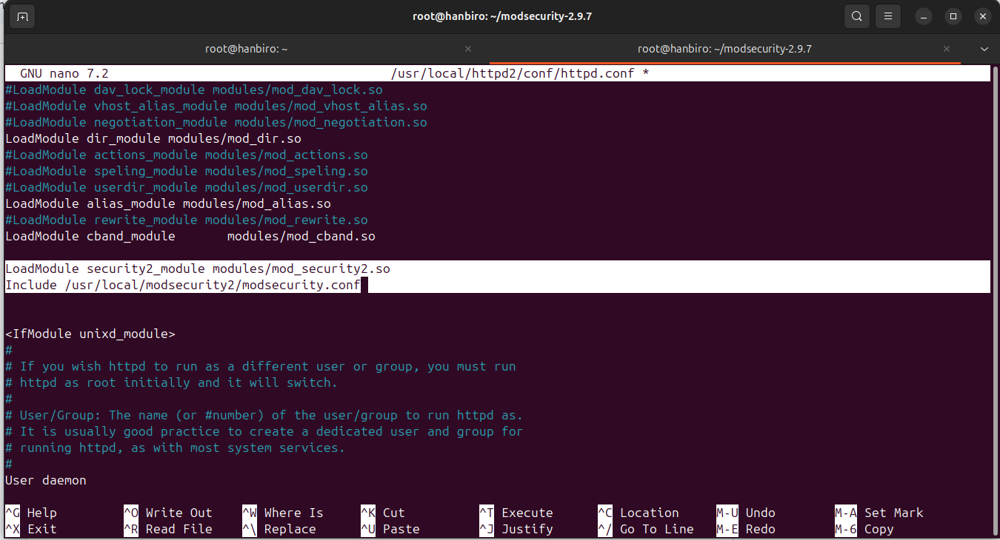 root@hanbiro: ~/modsecurity-2.9.7
root@hanbiro: ~
root@hanbiro: ~/modsecurity-2.9.7
GNU nano 7.2 /usr/local/httpd2/conf/httpd.conf *
#LoadModule dav_lock_module modules/mod_dav_lock.so
#LoadModule vhost_alias_module modules/mod_vhost_alias.so
#LoadModule negotiation_module modules/mod_negotiation.so
LoadModule dir_module modules/mod_dir.so
#LoadModule actions_module modules/mod_actions.so
#LoadModule speling_module modules/mod_speling.so
#LoadModule userdir_module modules/mod_userdir.so
LoadModule alias_module modules/mod_alias.so
#LoadModule rewrite_module modules/mod_rewrite.so
LoadModule cband_module       modules/mod_cband.so
LoadModule security2_module modules/mod_security2.so
Include /usr/local/modsecurity2/modsecurity.conf
<IfModule unixd_module>
#
# If you wish httpd to run as a different user or group, you must run
# httpd as root initially and it will switch.
#
# User/Group: The name (or #number) of the user/group to run httpd as.
# It is usually good practice to create a dedicated user and group for
# running httpd, as with most system services.
#
User daemon
^G Help ^O Write Out ^W Where Is ^K Cut ^T Execute ^C Location M-U Undo M-A Set Mark
^X Exit ^R Read File ^\ Replace ^U Paste ^J Justify ^/ Go To Line M-E Redo M-6 Copy